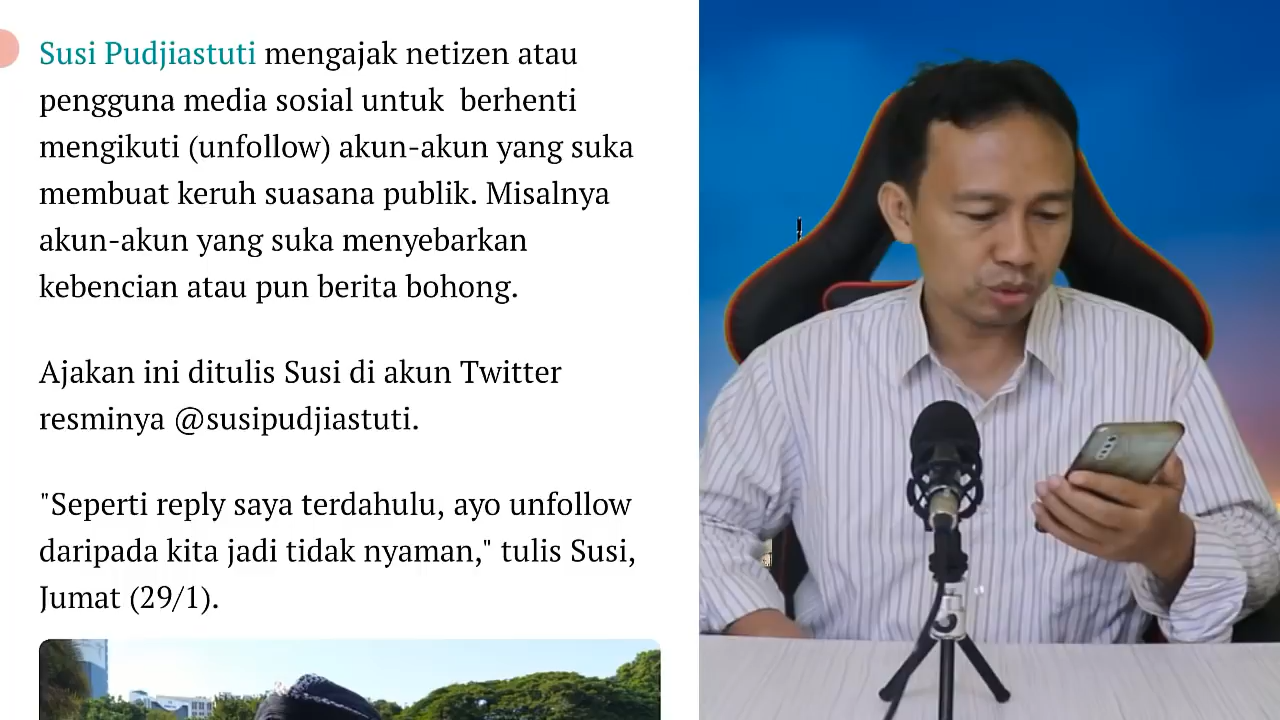 Susi Pudjiastuti mengajak netizen atau
pengguna media sosial untuk  berhenti
mengikuti (unfollow) akun-akun yang suka
membuat keruh suasana publik. Misalnya
akun-akun yang suka menyebarkan
kebencian atau pun berita bohong.
Ajakan ini ditulis Susi di akun Twitter
resminya @susipudjiastuti.
"Seperti reply saya terdahulu, ayo unfollow
daripada kita jadi tidak nyaman," tulis Susi,
Jumat (29/1).